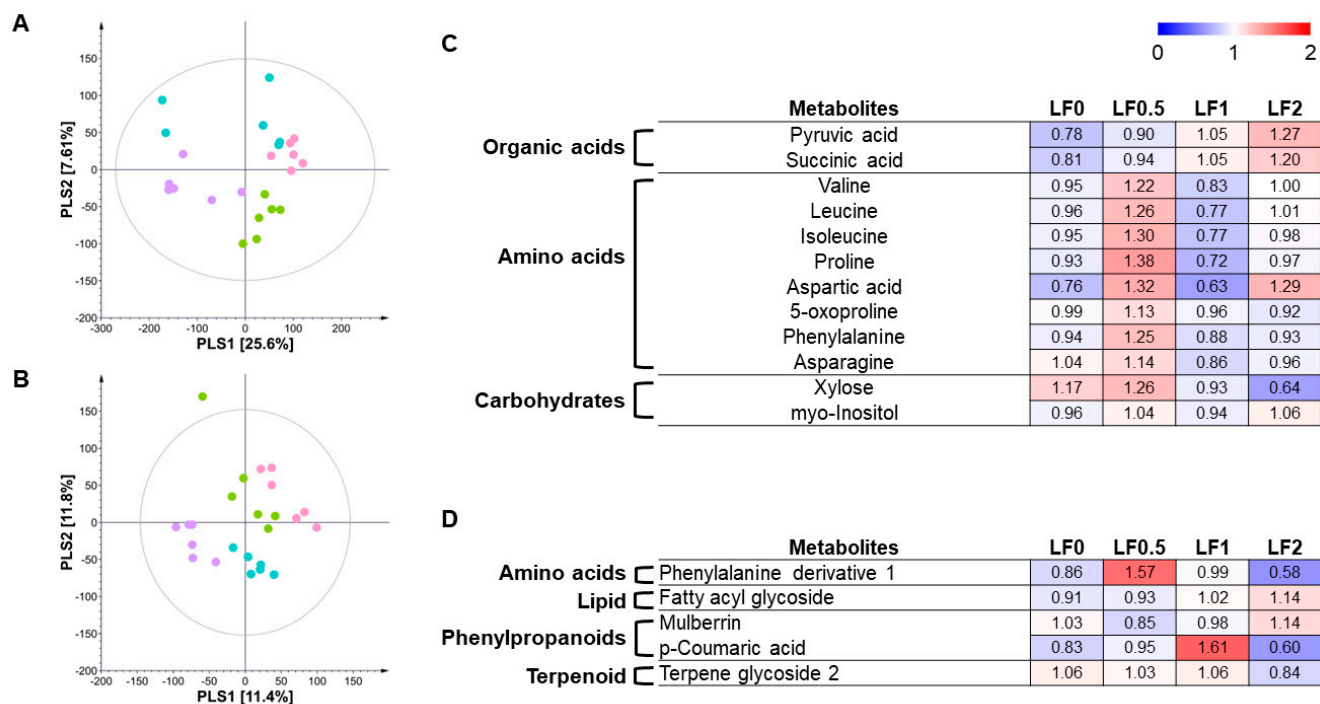 A
150
100
50
0
-50
-100
-150
-200
-300
-200
-100
0
100
200
PLS2 [7.61%]
PLS1 [25.6%]
B
150
100
50
0
-50
-100
-150
-200
-200
-150
-100
-50
0
50
100
150
PLS2 [11.8%]
PLS1 [11.4%]
C
0 1 2
Metabolites LF0 LF0.5 LF1 LF2
Organic acids
Pyruvic acid 0.78 0.90 1.05 1.27
Succinic acid 0.81 0.94 1.05 1.20
Amino acids
Valine 0.95 1.22 0.83 1.00
Leucine 0.96 1.26 0.77 1.01
Isoleucine 0.95 1.30 0.77 0.98
Proline 0.93 1.38 0.72 0.97
Aspartic acid 0.76 1.32 0.63 1.29
5-oxoproline 0.99 1.13 0.96 0.92
Phenylalanine 0.94 1.25 0.88 0.93
Asparagine 1.04 1.14 0.86 0.96
Carbohydrates
Xylose 1.17 1.26 0.93 0.64
myo-Inositol 0.96 1.04 0.94 1.06
D
Metabolites LF0 LF0.5 LF1 LF2
Amino acids Phenylalanine derivative 1 0.86 1.57 0.99 0.58
Lipid Fatty acyl glycoside 0.91 0.93 1.02 1.14
Phenylpropanoids
Mulberrin 1.03 0.85 0.98 1.14
p-Coumaric acid 0.83 0.95 1.61 0.60
Terpenoid Terpene glycoside 2 1.06 1.03 1.06 0.84